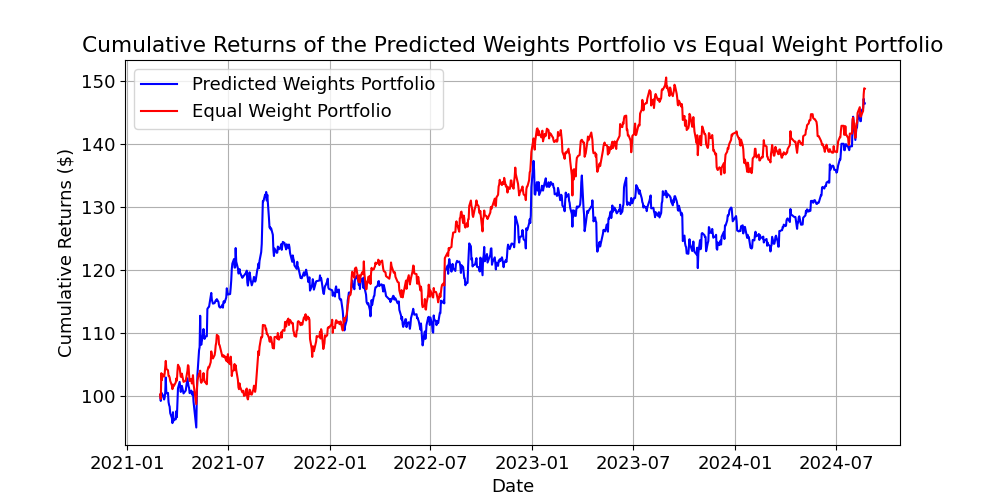 Cumulative Returns of the Predicted Weights Portfolio vs Equal Weight Portfolio
Predicted Weights Portfolio
Equal Weight Portfolio
Cumulative Returns ($)
150
140
130
120
110
100
2021-01 2021-07 2022-01 2022-07 2023-01 2023-07 2024-01 2024-07
Date